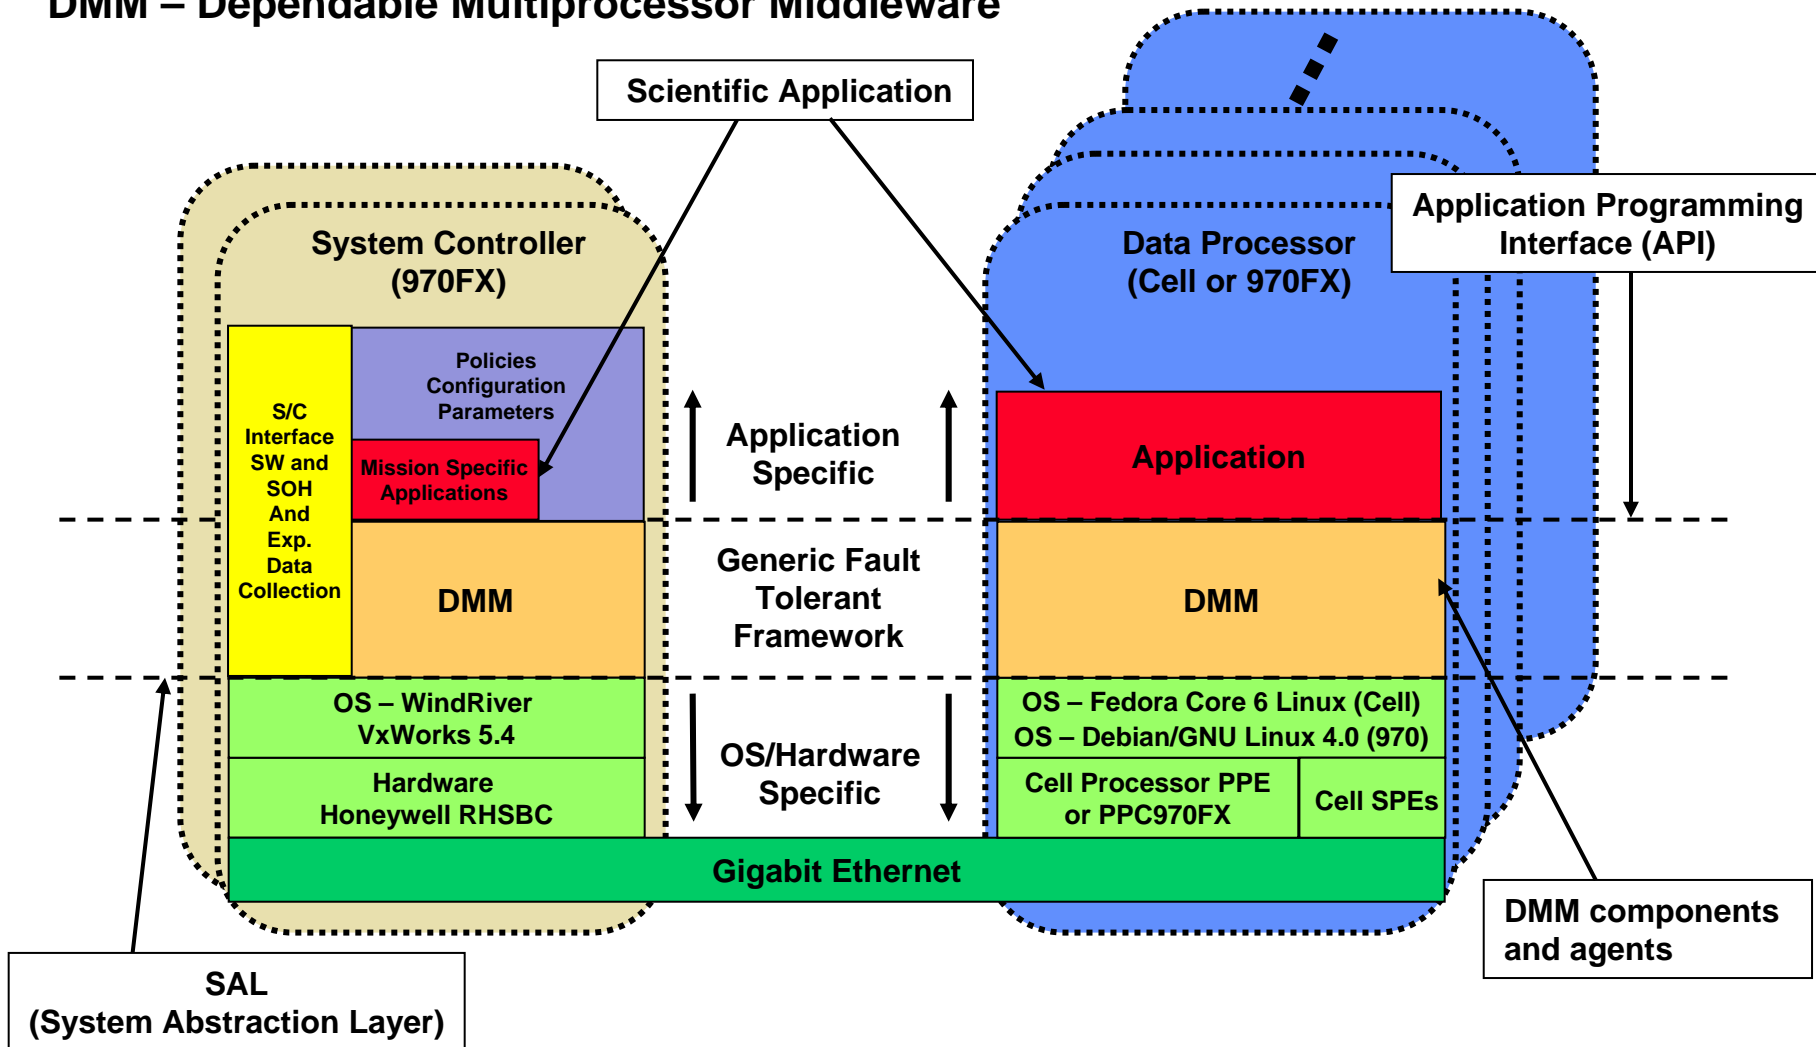 DMM – Dependable Multiprocessor Middleware
Scientific Application
Application Programming
Interface (API)
System Controller
(970FX)
Data Processor
(Cell or 970FX)
Policies
Configuration
Parameters
S/C
Interface
SW and
SOH
And
Exp.
Data
Collection
Mission Specific
Applications
Application
Specific
Application
DMM
Generic Fault
Tolerant
Framework
DMM
OS – WindRiver
VxWorks 5.4
OS/Hardware
Specific
OS – Fedora Core 6 Linux (Cell)
OS – Debian/GNU Linux 4.0 (970)
Hardware
Honeywell RHSBC
Cell Processor PPE
or PPC970FX
Cell SPEs
Gigabit Ethernet
DMM components
and agents
SAL
(System Abstraction Layer)